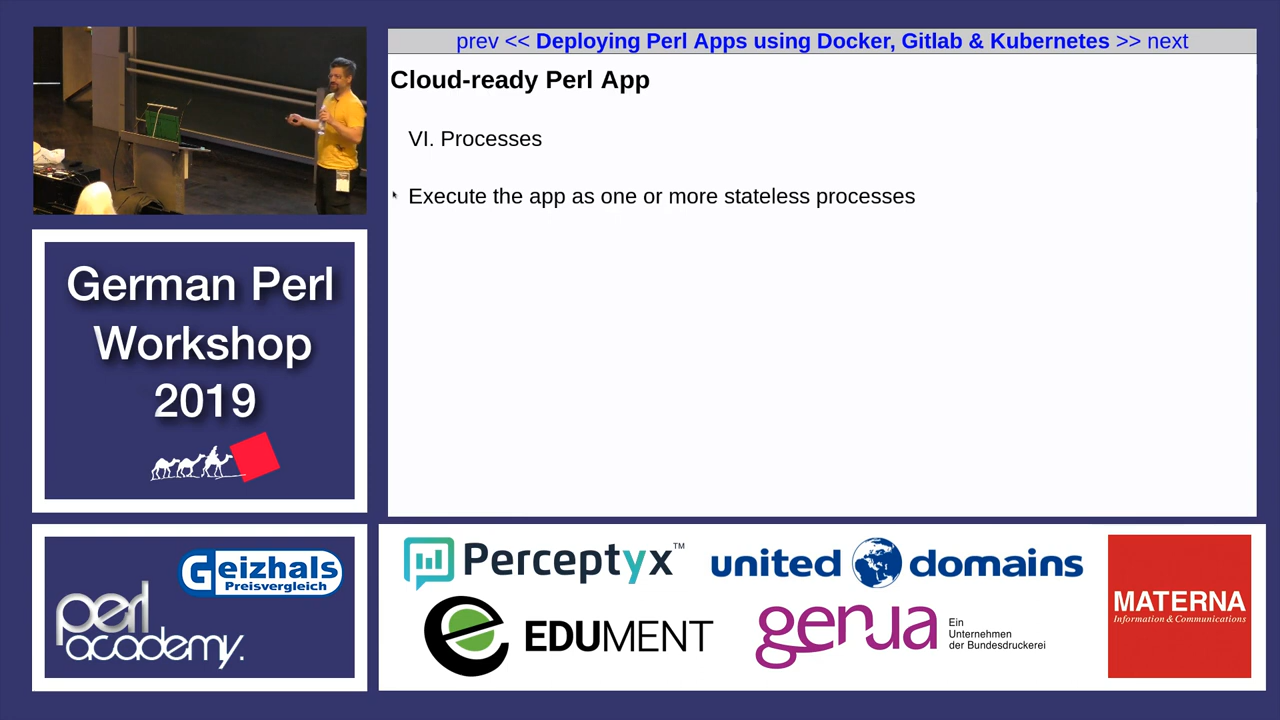 prev << Deploying Perl Apps using Docker, Gitlab & Kubernetes >> next
Cloud-ready Perl App
VI. Processes
Execute the app as one or more stateless processes
German Perl
Workshop
2019
Geizhals
Preisvergleich
perl
academy.
Perceptyx™
united domains
EDUMENT
genua
Ein
Unternehmen
der Bundesdruckerei
MATERNA
Information & Communications